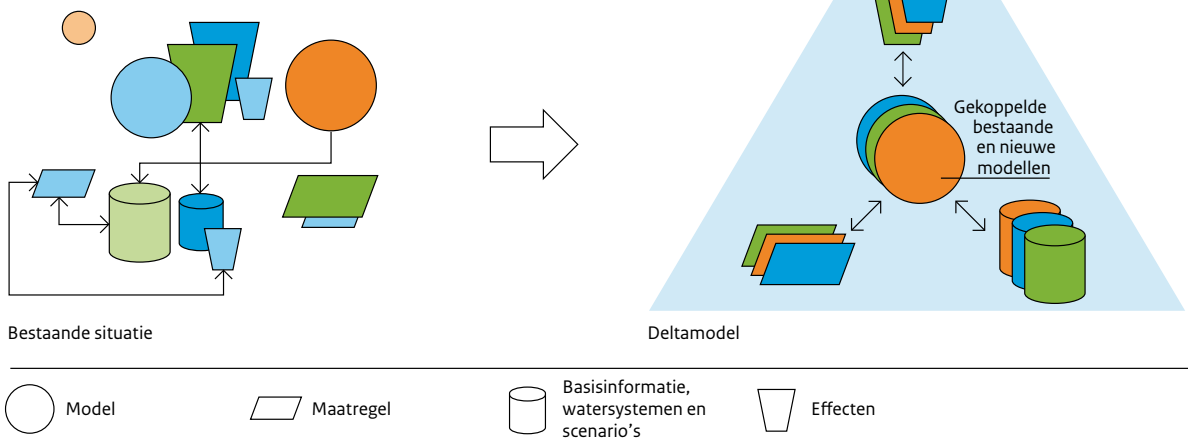 Gekoppelde
bestaande
en nieuwe
modellen
Bestaande situatie
Deltamodel
Model
Maatregel
Basisinformatie,
watersystemen en
scenario's
Effecten